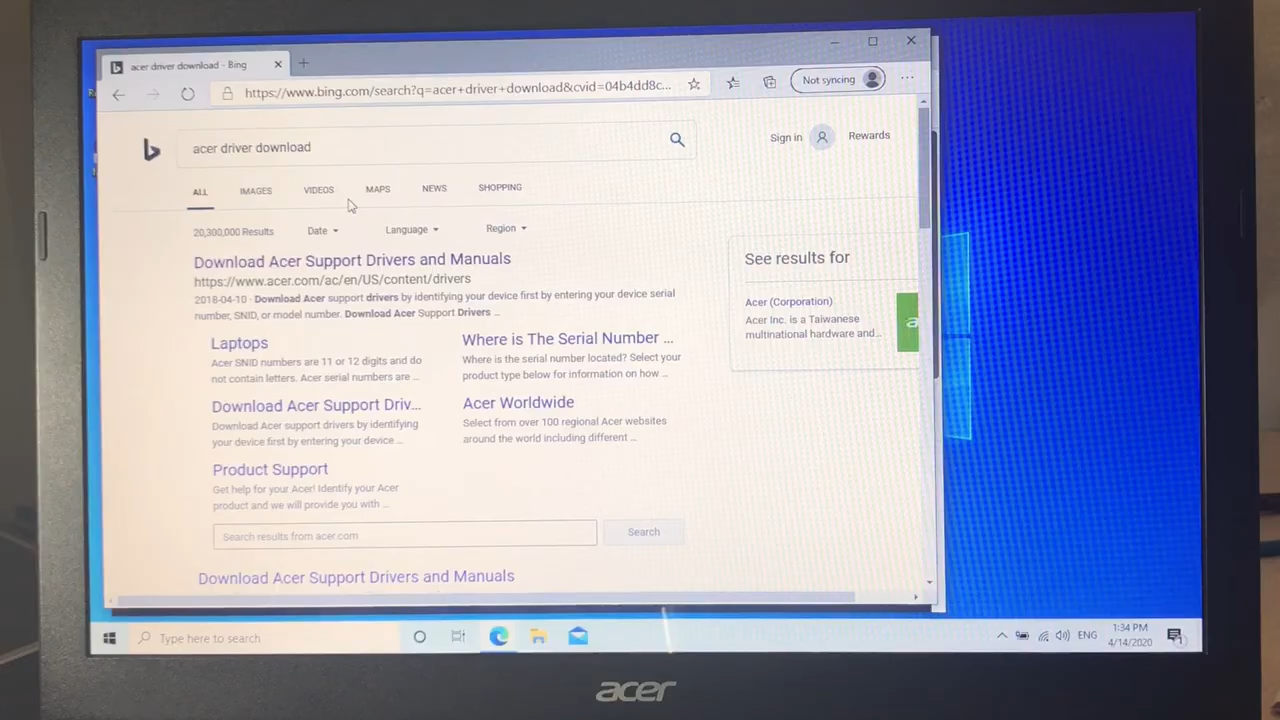 acer driver download - Bing
https://www.bing.com/search?q=acer+driver+download&cvid=04b4dd8c...
Not syncing
acer driver download
Sign in
Rewards
ALL
IMAGES
VIDEOS
MAPS
NEWS
SHOPPING
20,300,000 Results
Date
Language
Region
Download Acer Support Drivers and Manuals
https://www.acer.com/ac/en/US/content/drivers
2018-04-10 · Download Acer support drivers by identifying your device first by entering your device serial
number, SNID, or model number. Download Acer Support Drivers ...
Laptops
Acer SNID numbers are 11 or 12 digits and do
not contain letters. Acer serial numbers are ...
Where is The Serial Number ...
Where is the serial number located? Select your
product type below for information on how ...
Download Acer Support Driv...
Download Acer support drivers by identifying
your device first by entering your device ...
Acer Worldwide
Select from over 100 regional Acer websites
around the world including different ...
Product Support
Get help for your Acer! Identify your Acer
product and we will provide you with ...
Search results from acer.com
Search
Download Acer Support Drivers and Manuals
See results for
Acer (Corporation)
Acer Inc. is a Taiwanese
multinational hardware and...
Type here to search
ENG
1:34 PM
4/14/2020
1
acer